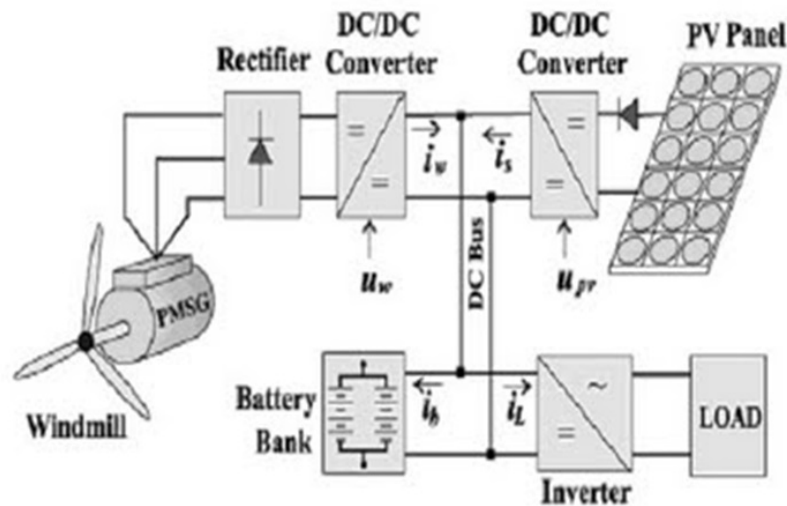 DC/DC
Converter
DC/DC
Converter
PV Panel
Rectifier
=
=
=
=
i_w
i_s
u_w
u_pv
DC Bus
PMSG
Windmill
Battery
Bank
i_b
i_L
~
=
Inverter
LOAD